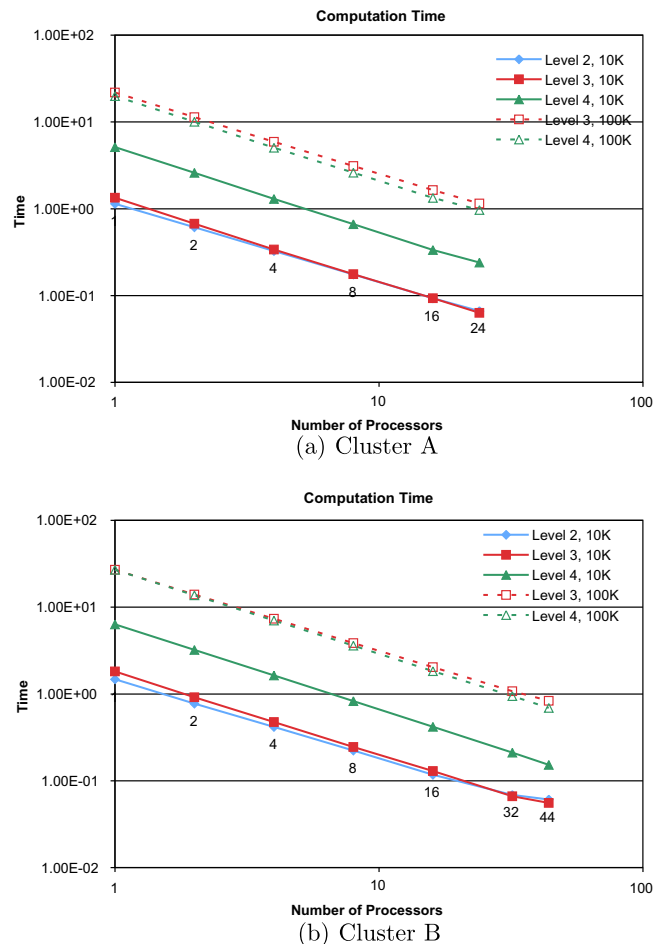 Computation Time
1.00E+02
1.00E+01
1.00E+00
1.00E-01
1.00E-02
Time
Level 2, 10K
Level 3, 10K
Level 4, 10K
Level 3, 100K
Level 4, 100K
1
2
4
8
16
24
1
10
100
Number of Processors
(a) Cluster A
Computation Time
1.00E+02
1.00E+01
1.00E+00
1.00E-01
1.00E-02
Time
Level 2, 10K
Level 3, 10K
Level 4, 10K
Level 3, 100K
Level 4, 100K
2
4
8
16
32
44
1
10
100
Number of Processors
(b) Cluster B